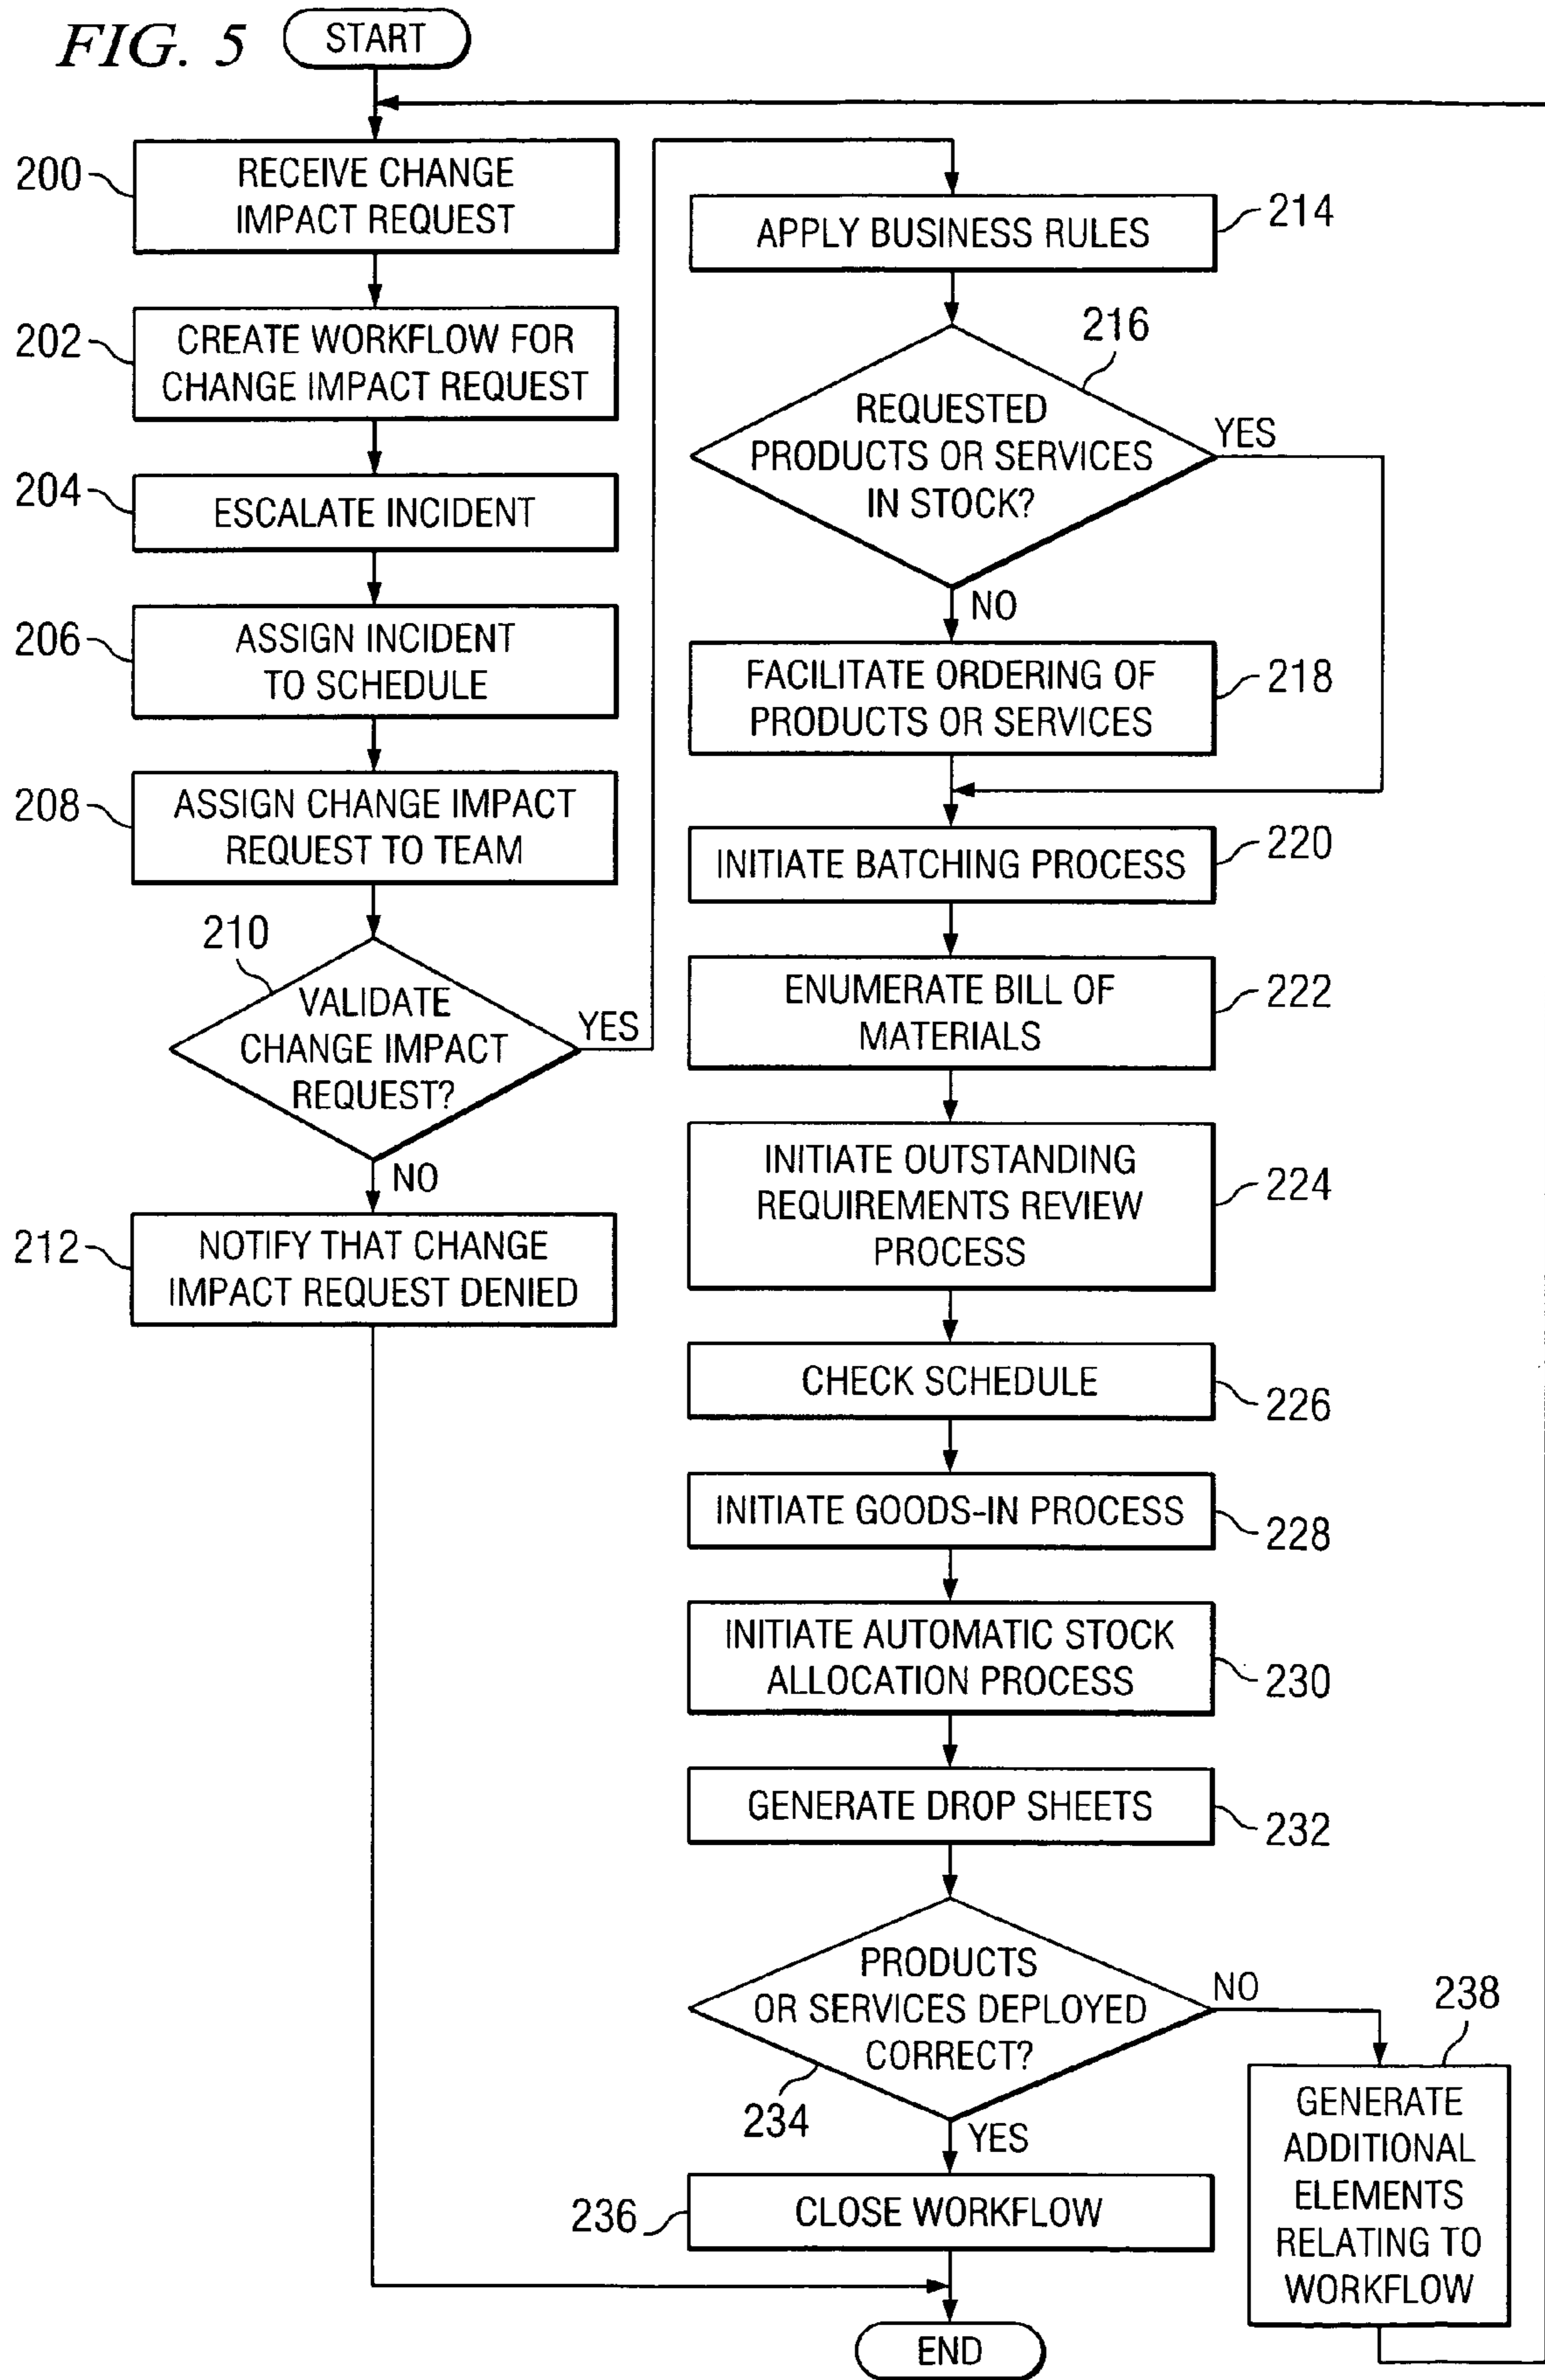 FIG. 5
START
200
RECEIVE CHANGE
IMPACT REQUEST
202
CREATE WORKFLOW FOR
CHANGE IMPACT REQUEST
204
ESCALATE INCIDENT
206
ASSIGN INCIDENT
TO SCHEDULE
208
ASSIGN CHANGE IMPACT
REQUEST TO TEAM
210
VALIDATE
CHANGE IMPACT
REQUEST?
YES
NO
212
NOTIFY THAT CHANGE
IMPACT REQUEST DENIED
APPLY BUSINESS RULES
214
216
REQUESTED
PRODUCTS OR SERVICES
IN STOCK?
YES
NO
FACILITATE ORDERING OF
PRODUCTS OR SERVICES
218
INITIATE BATCHING PROCESS
220
ENUMERATE BILL OF
MATERIALS
222
INITIATE OUTSTANDING
REQUIREMENTS REVIEW
PROCESS
224
CHECK SCHEDULE
226
INITIATE GOODS-IN PROCESS
228
INITIATE AUTOMATIC STOCK
ALLOCATION PROCESS
230
GENERATE DROP SHEETS
232
PRODUCTS
OR SERVICES DEPLOYED
CORRECT?
234
NO
YES
238
GENERATE
ADDITIONAL
ELEMENTS
RELATING TO
WORKFLOW
236
CLOSE WORKFLOW
END